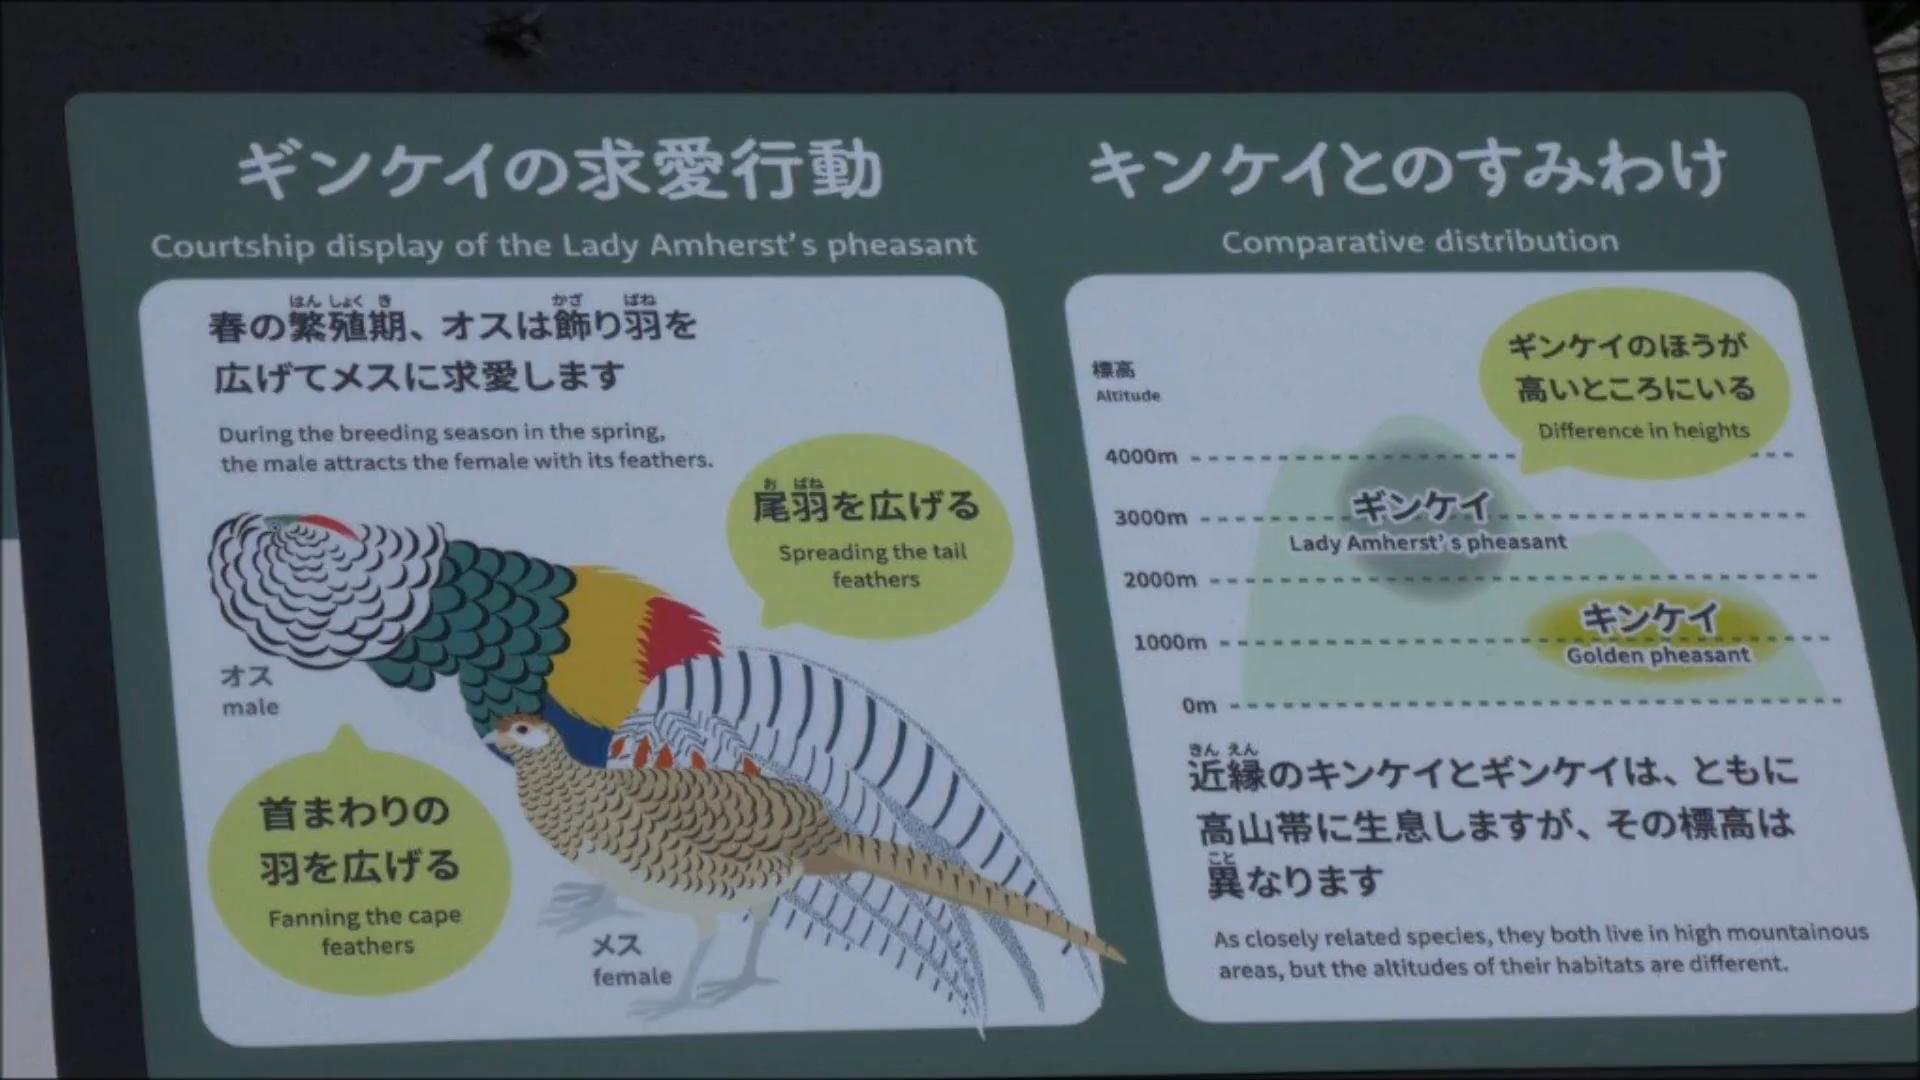 ギンケイの求愛行動
Courtship display of the Lady Amherst's pheasant
はんしょくき かざ ばね
春の繁殖期、オスは飾り羽を
広げてメスに求愛します
During the breeding season in the spring,
the male attracts the female with its feathers.
お ばね
尾羽を広げる
Spreading the tail
feathers
オス
male
首まわりの
羽を広げる
Fanning the cape
feathers
メス
female
キンケイとのすみわけ
Comparative distribution
標高
Altitude
ギンケイのほうが
高いところにいる
Difference in heights
4000m
3000m
2000m
1000m
0m
ギンケイ
Lady Amherst's pheasant
キンケイ
Golden pheasant
きん えん
近縁のキンケイとギンケイは、ともに
高山帯に生息しますが、その標高は
こと
異なります
As closely related species, they both live in high mountainous
areas, but the altitudes of their habitats are different.